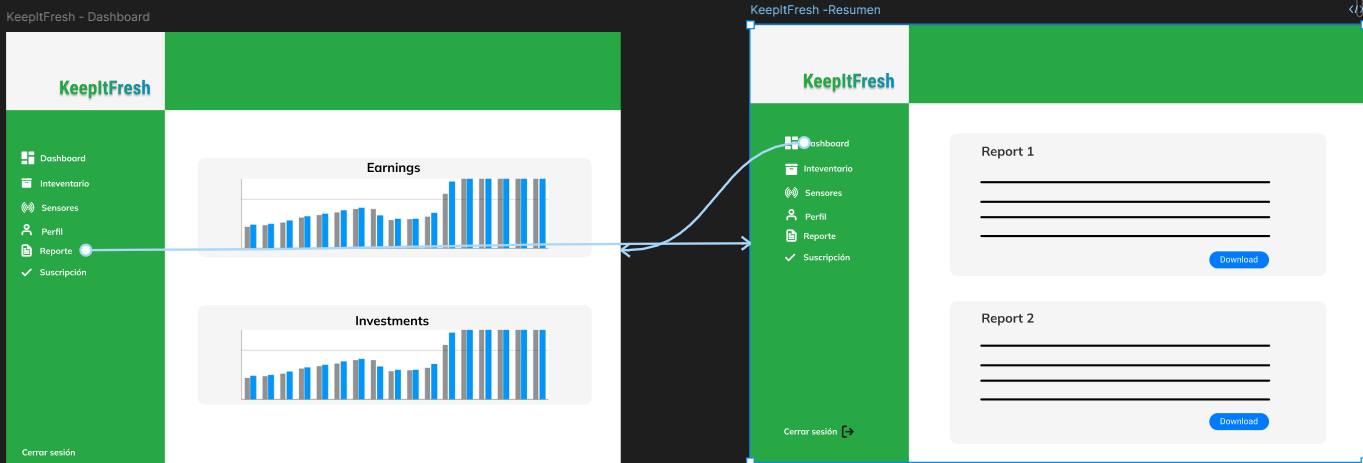 KeepItFresh - Dashboard
KeepItFresh
Dashboard
Inteventario
Sensores
Perfil
Reporte
Suscripción
Cerrar sesión
Earnings
Investments
KeepItFresh -Resumen
KeepItFresh
ashboard
Inteventario
Sensores
Perfil
Reporte
Suscripción
Cerrar sesión
Report 1
Download
Report 2
Download